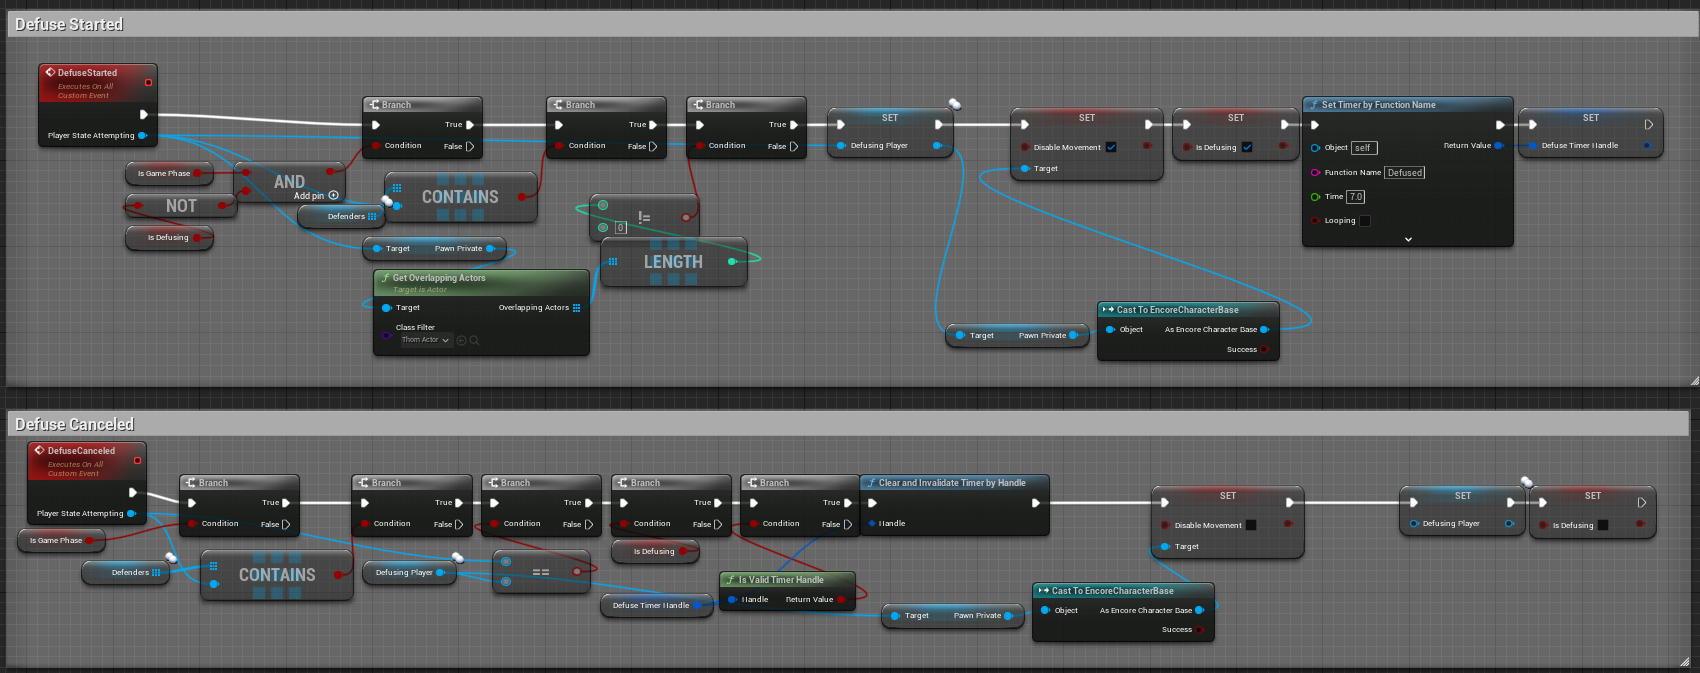 Defuse Started
DefuseStarted
Executes On All
Custom Event
Player State Attempting
Is Game Phase
NOT
Is Defusing
AND
Add pin
Branch
True
Condition
False
Defenders
CONTAINS
Target
Pawn Private
Get Overlapping Actors
Target is Actor
Target
Overlapping Actors
Class Filter
Thorn Actor
Branch
True
Condition
False
!=
0
LENGTH
Branch
True
Condition
False
SET
Defusing Player
Target
Pawn Private
SET
Disable Movement
Target
Cast To EncoreCharacterBase
Object
As Encore Character Base
Success
SET
Is Defusing
Set Timer by Function Name
Object
self
Return Value
Function Name
Defused
Time
7.0
Looping
SET
Defuse Timer Handle
Defuse Canceled
DefuseCanceled
Executes On All
Custom Event
Player State Attempting
Is Game Phase
Branch
True
Condition
False
Defenders
CONTAINS
Branch
True
Condition
False
Defusing Player
==
Branch
True
Condition
False
Branch
True
Condition
False
Is Defusing
Defuse Timer Handle
Is Valid Timer Handle
Handle
Return Value
Branch
True
Condition
False
Clear and Invalidate Timer by Handle
Handle
Target
Pawn Private
Cast To EncoreCharacterBase
Object
As Encore Character Base
Success
SET
Disable Movement
Target
SET
Defusing Player
SET
Is Defusing